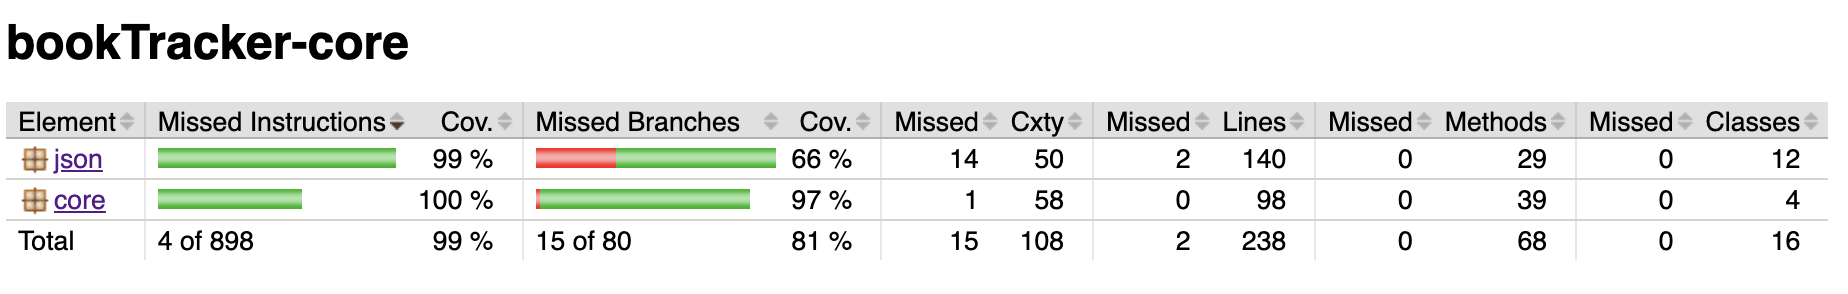 bookTracker-core
Element Missed Instructions Cov. Missed Branches Cov. Missed Cxty Missed Lines Missed Methods Missed Classes
json 99 % 66 % 14 50 2 140 0 29 0 12
core 100 % 97 % 1 58 0 98 0 39 0 4
Total 4 of 898 99 % 15 of 80 81 % 15 108 2 238 0 68 0 16